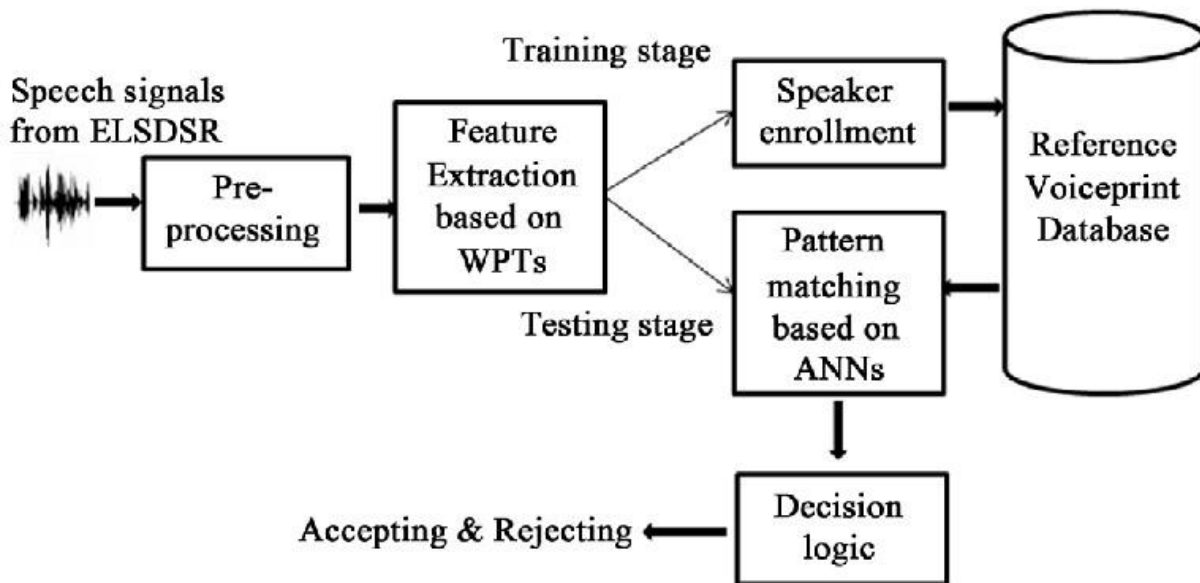 Speech signals
from ELSDSR
Pre-
processing
Feature
Extraction
based on
WPTs
Training stage
Testing stage
Speaker
enrollment
Pattern
matching
based on
ANNs
Reference
Voiceprint
Database
Decision
logic
Accepting & Rejecting